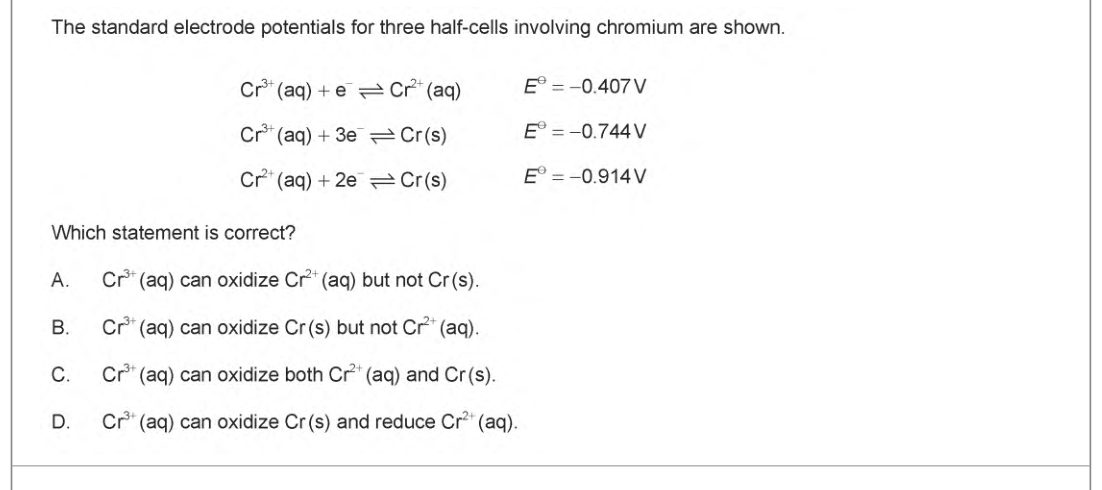 The standard electrode potentials for three half-cells involving chromium are shown.
Cr³⁺ (aq) + e⁻ ⇌ Cr²⁺ (aq) E⦵ = −0.407 V
Cr³⁺ (aq) + 3e⁻ ⇌ Cr (s) E⦵ = −0.744 V
Cr²⁺ (aq) + 2e⁻ ⇌ Cr (s) E⦵ = −0.914 V
Which statement is correct?
A. Cr³⁺ (aq) can oxidize Cr²⁺ (aq) but not Cr (s).
B. Cr³⁺ (aq) can oxidize Cr (s) but not Cr²⁺ (aq).
C. Cr³⁺ (aq) can oxidize both Cr²⁺ (aq) and Cr (s).
D. Cr³⁺ (aq) can oxidize Cr (s) and reduce Cr²⁺ (aq).